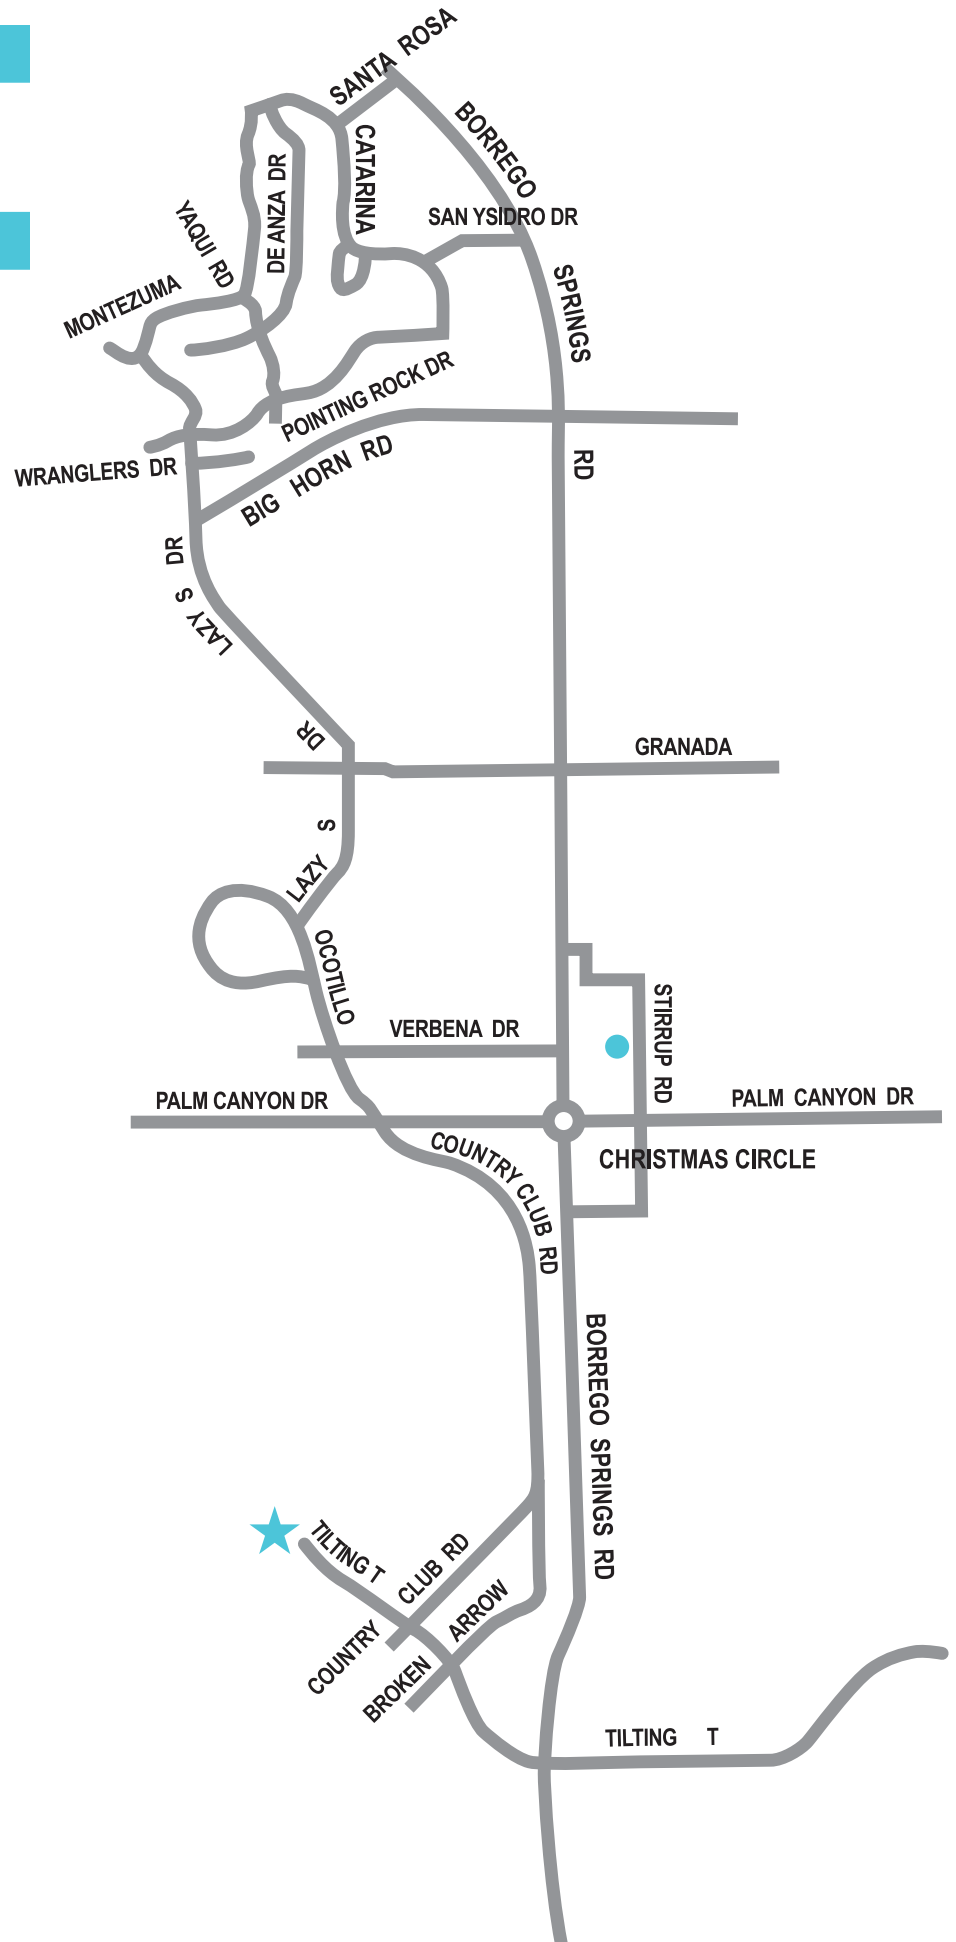 SANTA ROSA
BORREGO
CATARINA
DE ANZA DR
SAN YSIDRO DR
YAQUI RD
SPRINGS
MONTEZUMA
POINTING ROCK DR
RD
BIG HORN RD
WRANGLERS DR
LAZY S DR
DR
GRANADA
S
LAZY
OCOTILLO
STIRRUP RD
VERBENA DR
PALM CANYON DR
PALM CANYON DR
COUNTRY CLUB RD
CHRISTMAS CIRCLE
BORREGO SPRINGS RD
TILTING T
COUNTRY CLUB RD
BROKEN ARROW
TILTING T